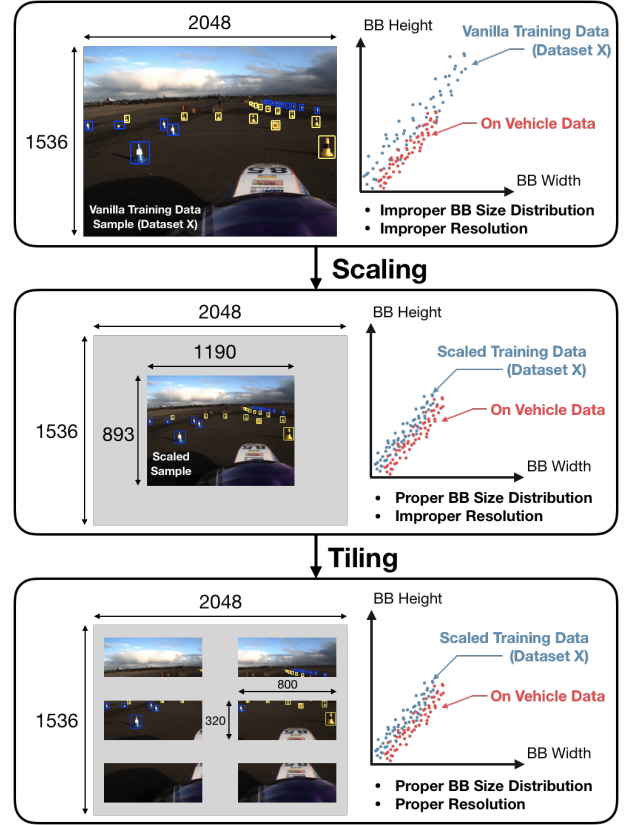 2048
1536
85
Vanilla Training Data
Sample (Dataset X)
BB Height
Vanilla Training Data
(Dataset X)
On Vehicle Data
BB Width
• Improper BB Size Distribution
• Improper Resolution
Scaling
2048
1536
1190
893
Scaled
Sample
BB Height
Scaled Training Data
(Dataset X)
On Vehicle Data
BB Width
• Proper BB Size Distribution
• Improper Resolution
Tiling
2048
1536
800
320
BB Height
Scaled Training Data
(Dataset X)
On Vehicle Data
BB Width
• Proper BB Size Distribution
• Proper Resolution